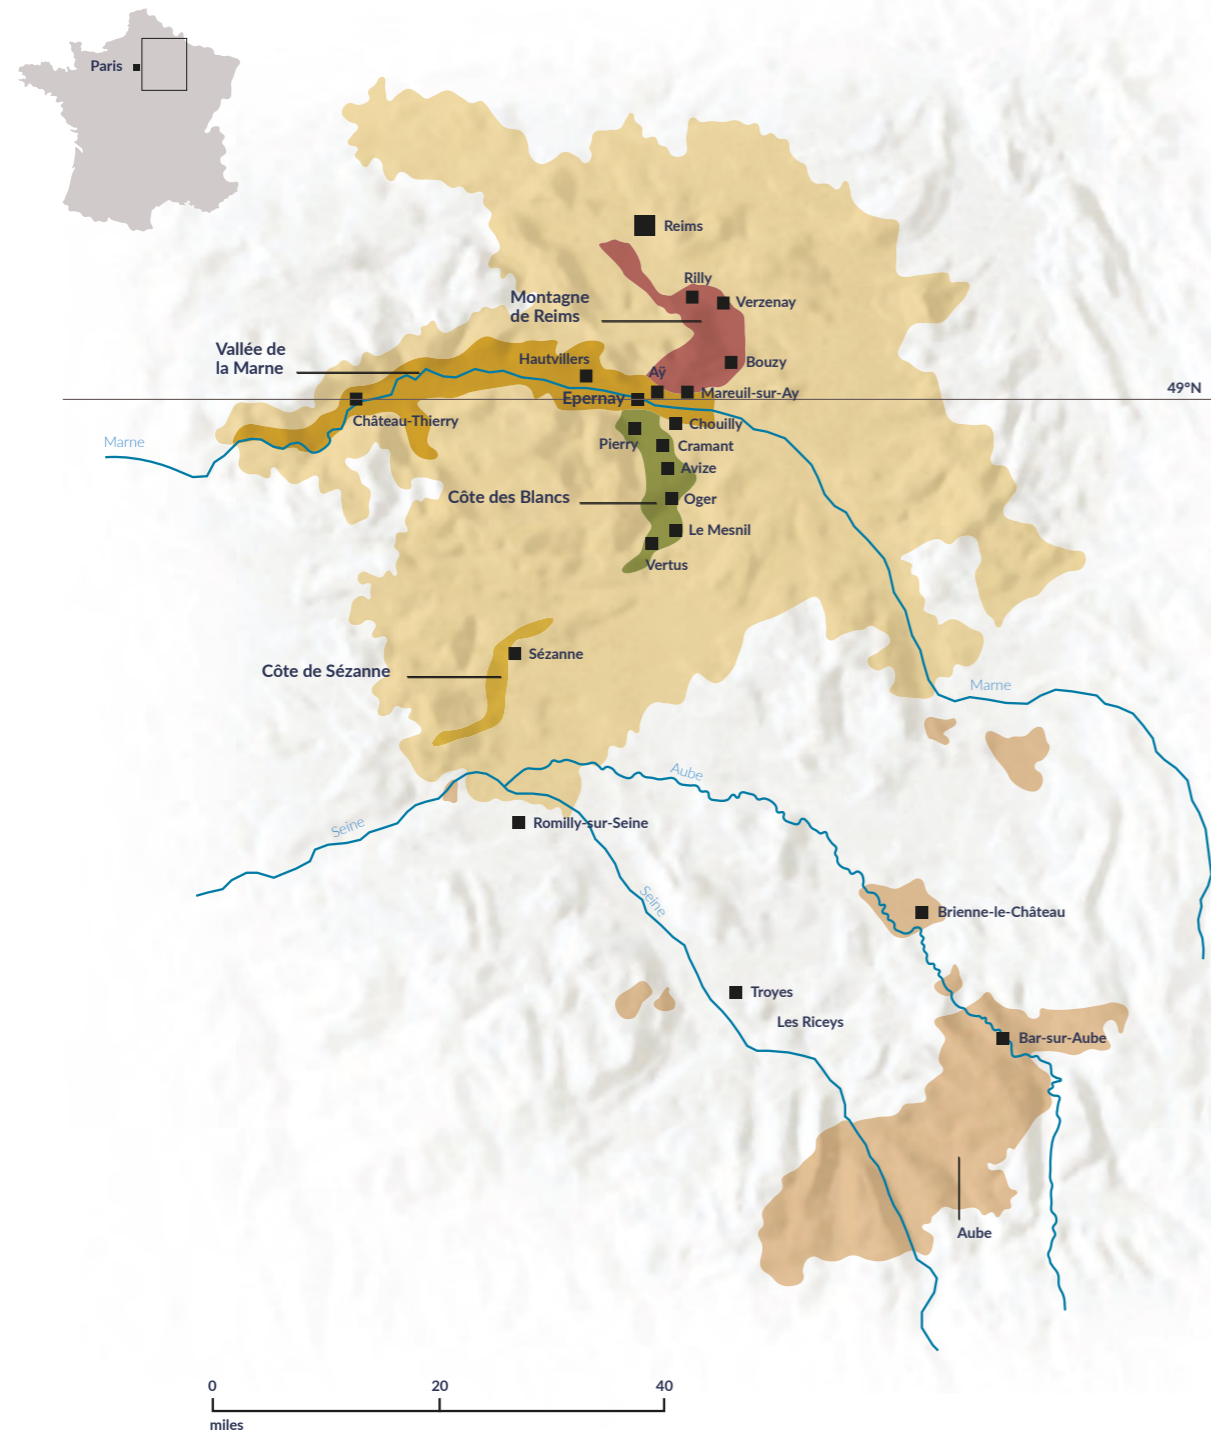 Paris
Reims
Rilly
Montagne
de Reims
Verzenay
Vallée de
la Marne
Hautvillers
Bouzy
Aÿ
49°N
Mareuil-sur-Ay
Epernay
Château-Thierry
Chouilly
Marne
Pierry
Cramant
Avize
Côte des Blancs
Oger
Le Mesnil
Vertus
Sézanne
Côte de Sézanne
Marne
Aube
Seine
Romilly-sur-Seine
Seine
Brienne-le-Château
Troyes
Les Riceys
Bar-sur-Aube
Aube
0 20 40
miles